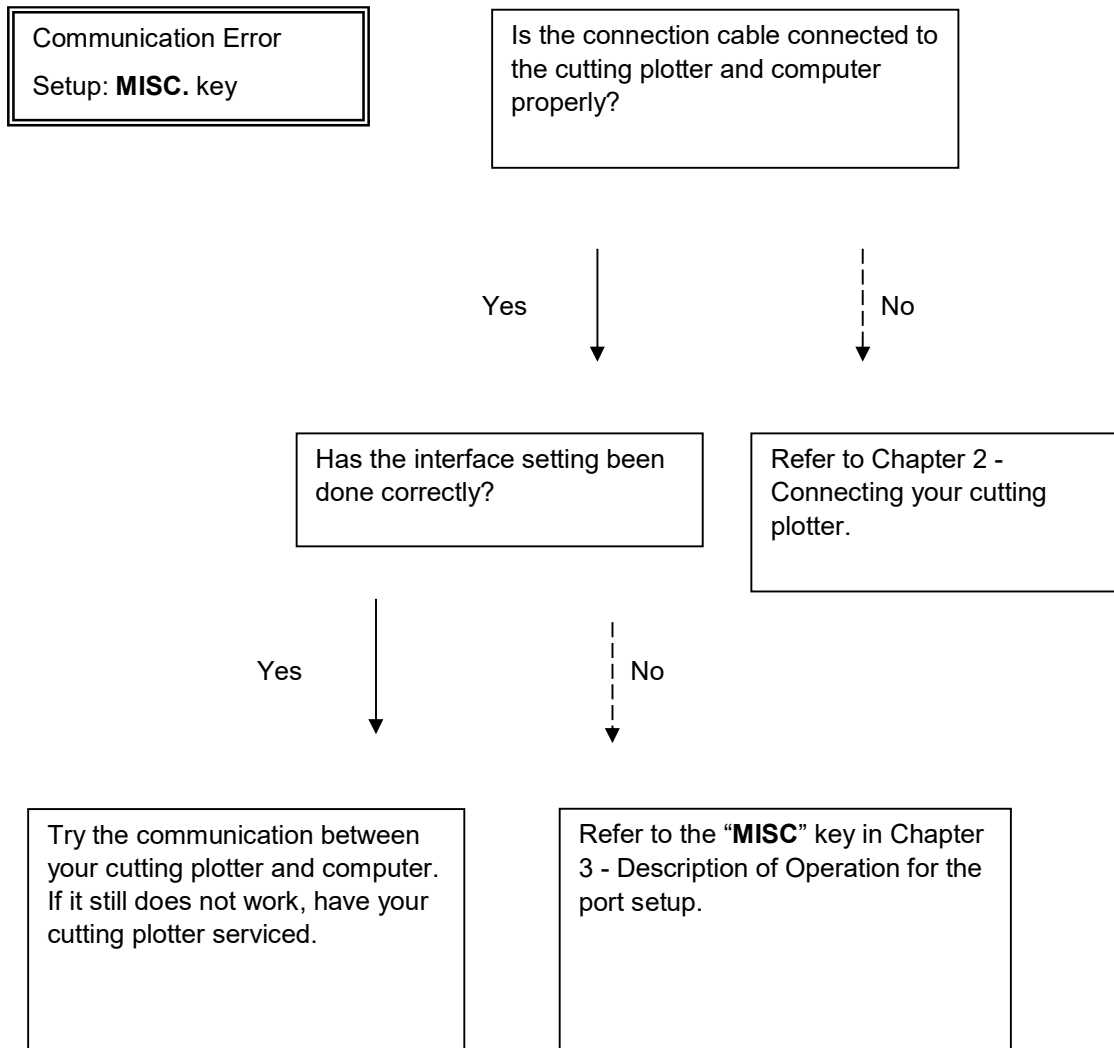 Communication Error
Setup: MISC. key
Is the connection cable connected to
the cutting plotter and computer
properly?
Yes
No
Has the interface setting been
done correctly?
Refer to Chapter 2 -
Connecting your cutting
plotter.
Yes
No
Try the communication between
your cutting plotter and computer.
If it still does not work, have your
cutting plotter serviced.
Refer to the “MISC” key in Chapter
3 - Description of Operation for the
port setup.